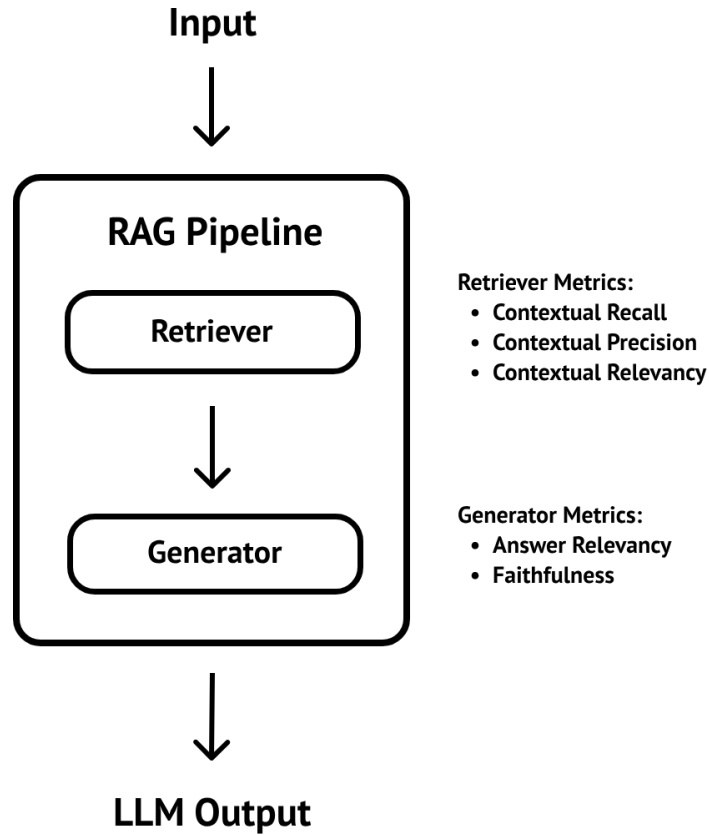 Input
RAG Pipeline
Retriever
Retriever Metrics:
• Contextual Recall
• Contextual Precision
• Contextual Relevancy
Generator
Generator Metrics:
• Answer Relevancy
• Faithfulness
LLM Output